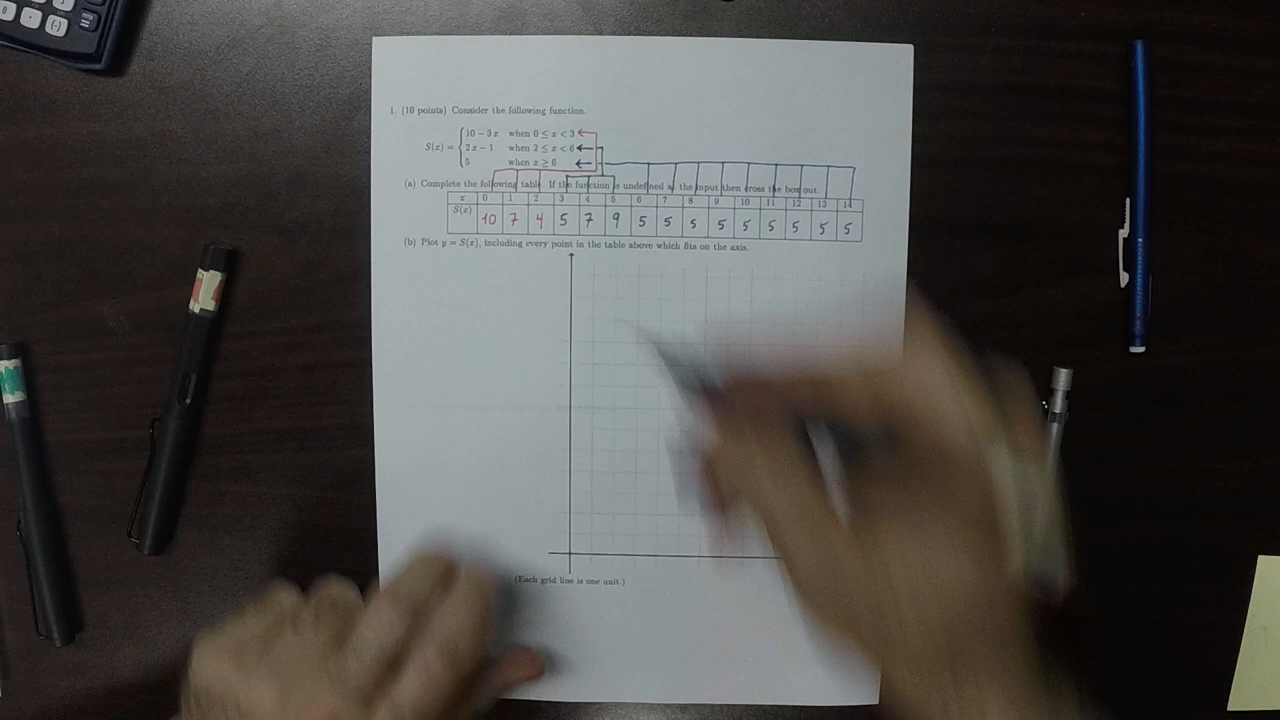 1. (10 points) Consider the following function.
S(x) = { 10 − 3x when 0 ≤ x < 3
2x − 1 when 2 ≤ x < 6
5 when x ≥ 6
(a) Complete the following table. If the function is undefined at the input then cross the box out.
x 0 1 2 3 4 5 6 7 8 9 10 11 12 13 14
S(x) 10 7 4 5 7 9 5 5 5 5 5 5 5 5 5
(b) Plot y = S(x), including every point in the table above which fits on the axis.
(Each grid line is one unit.)